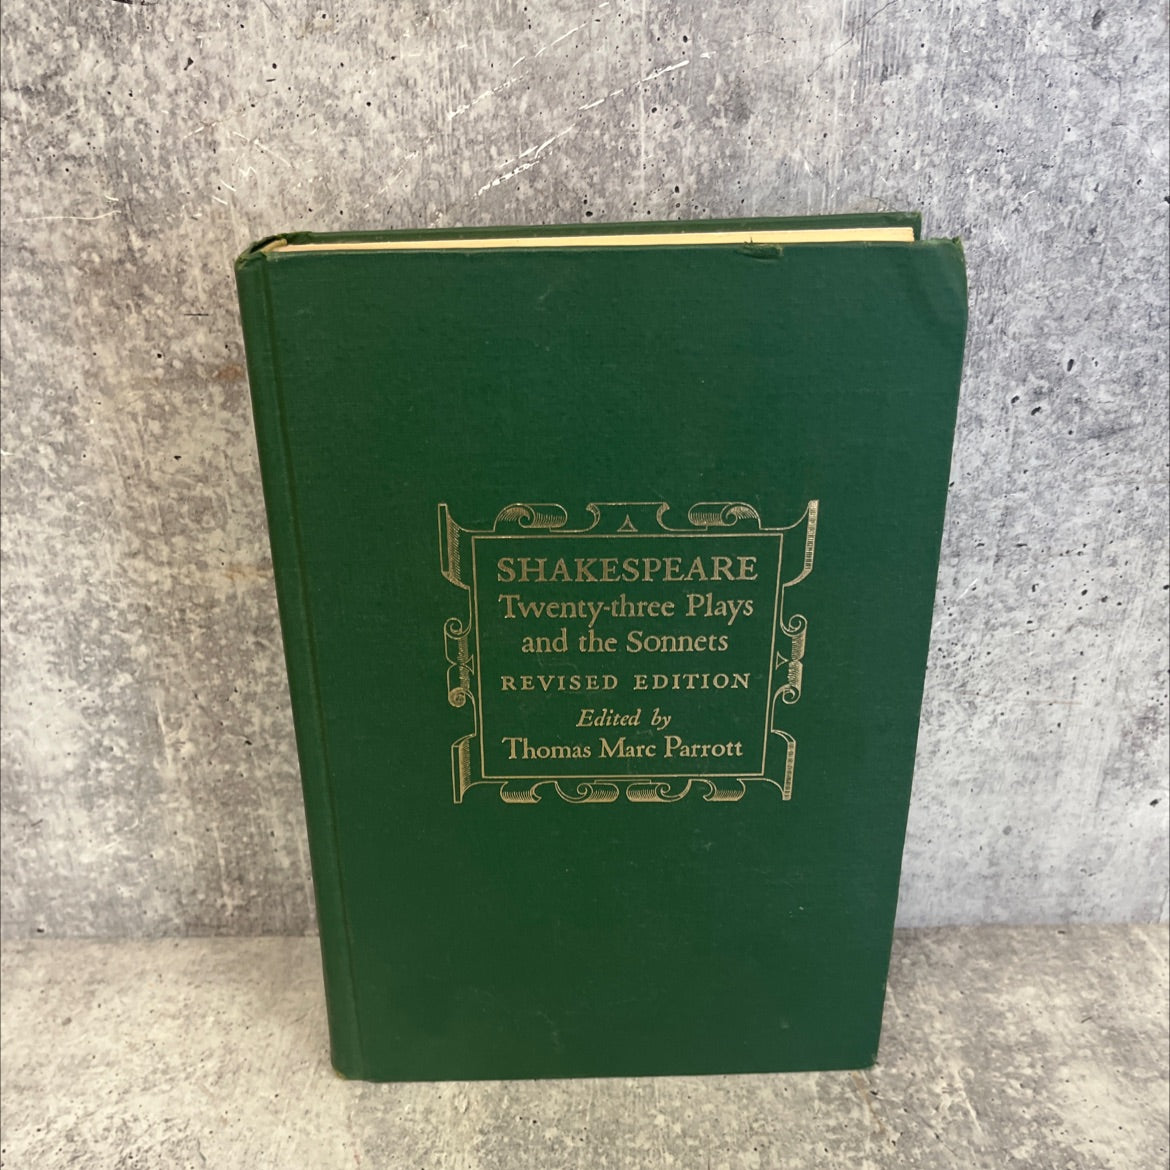 SHAKESPEARE
Twenty-three Plays
and the Sonnets
REVISED EDITION
Edited by
Thomas Marc Parrott